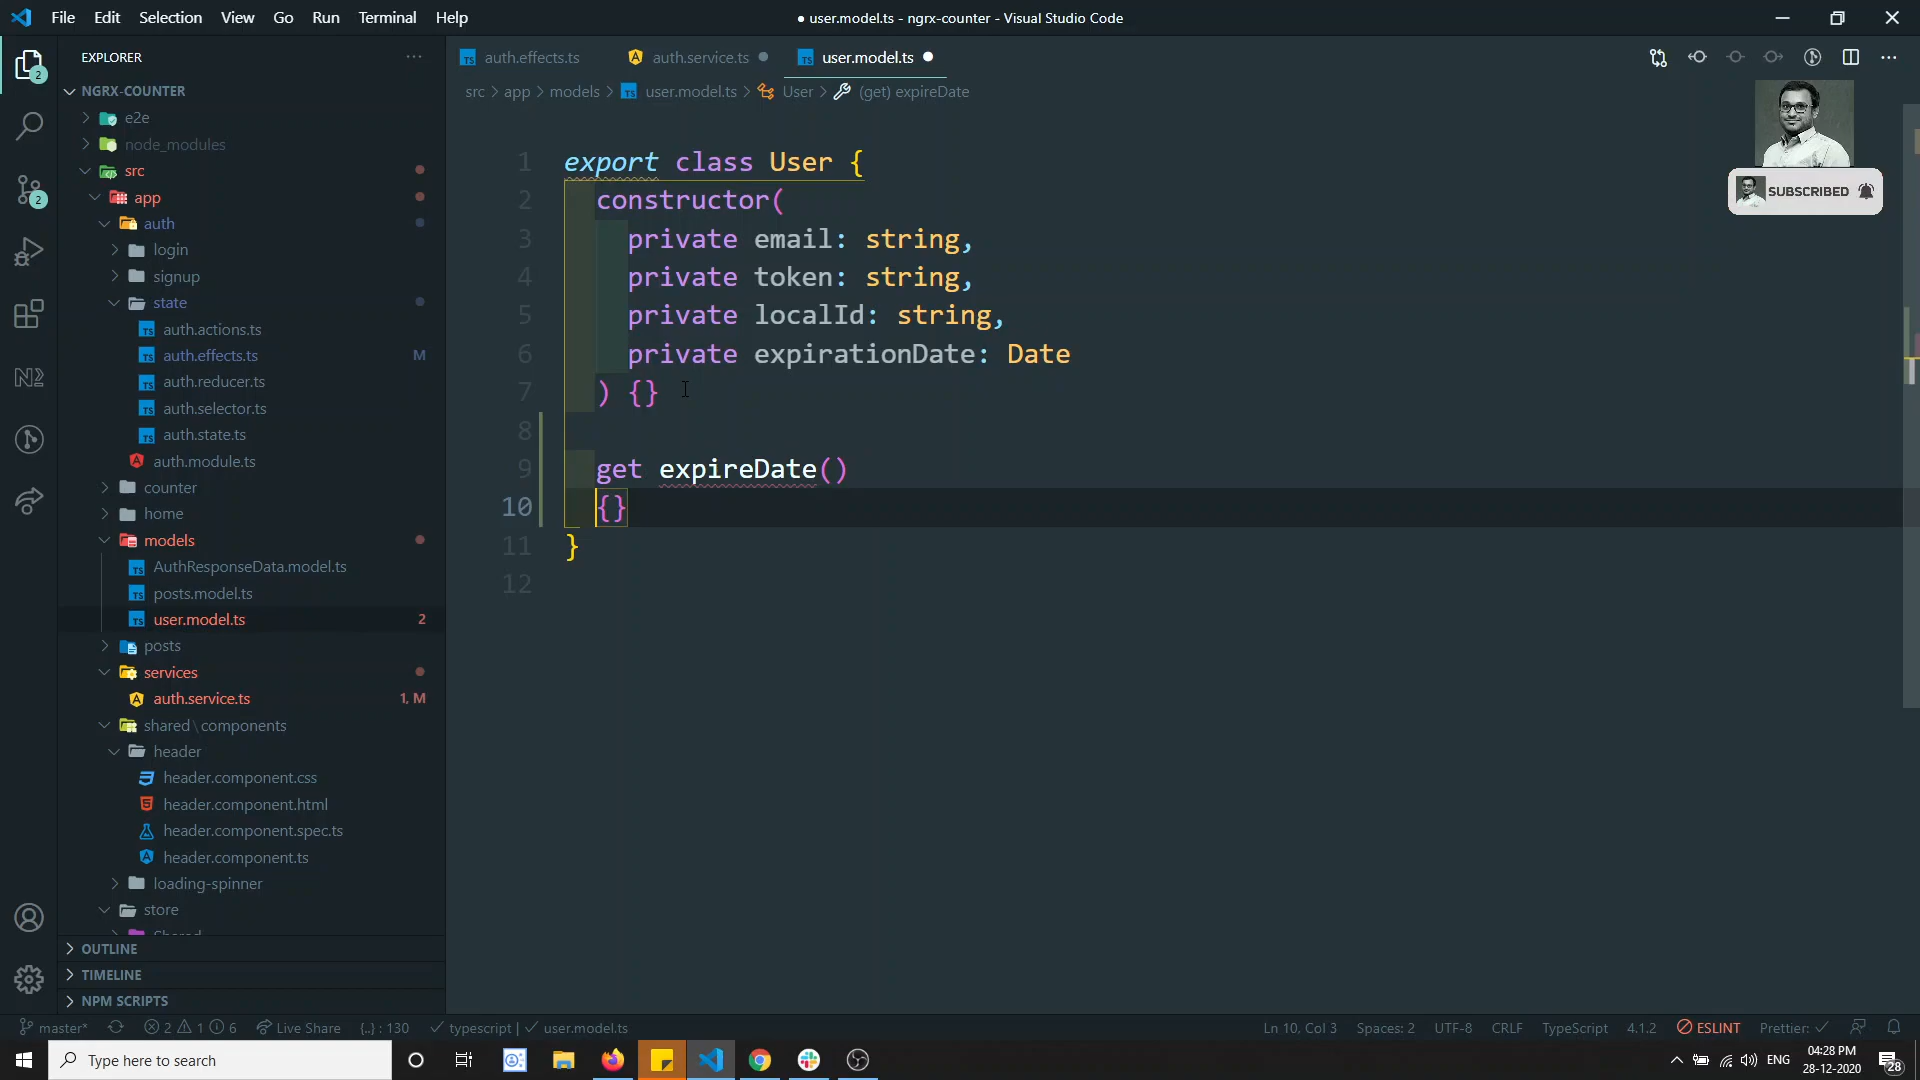 File Edit Selection View Go Run Terminal Help
● user.model.ts - ngrx-counter - Visual Studio Code
EXPLORER
NGRX-COUNTER
e2e
node_modules
src
app
auth
login
signup
state
auth.actions.ts
auth.effects.ts M
auth.reducer.ts
auth.selector.ts
auth.state.ts
auth.module.ts
counter
home
models
AuthResponseData.model.ts
posts.model.ts
user.model.ts 2
posts
services
auth.service.ts 1, M
shared\components
header
header.component.css
header.component.html
header.component.spec.ts
header.component.ts
loading-spinner
store
Shared
OUTLINE
TIMELINE
NPM SCRIPTS
auth.effects.ts auth.service.ts user.model.ts
src > app > models > user.model.ts > User > (get) expireDate
1 export class User {
2 constructor(
3 private email: string,
4 private token: string,
5 private localId: string,
6 private expirationDate: Date
7 ) {}
8
9 get expireDate()
10 {}
11 }
12
SUBSCRIBED
master* 2 1 6 Live Share {..} : 130 typescript | user.model.ts
Ln 10, Col 3 Spaces: 2 UTF-8 CRLF TypeScript 4.1.2 ESLINT Prettier:
Type here to search
ENG
04:28 PM
28-12-2020
28